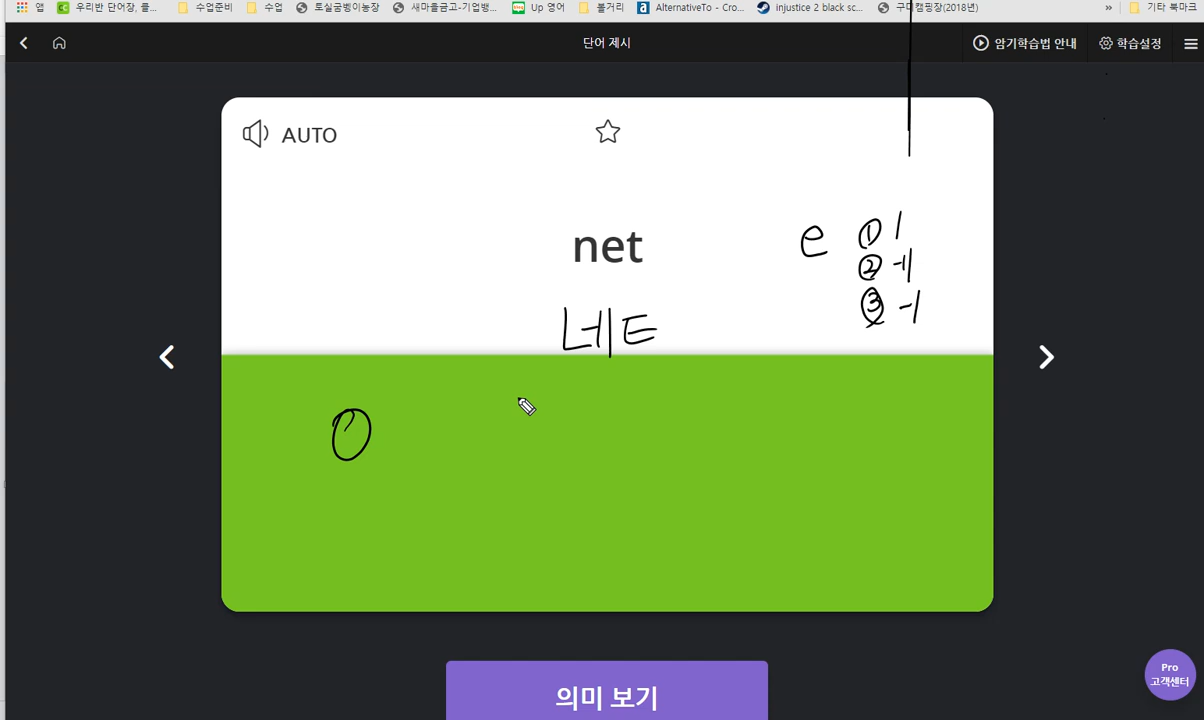 앱 우리반 단어장, 클... 수업준비 수업 토실굼벵이농장 새마을금고-기업뱅... Up 영어 볼거리 AlternativeTo - Cro... injustice 2 black sc... 구미캠핑장(2018년) » 기타 북마크
단어 제시 암기학습법 안내 학습설정
AUTO
net
e ① ㅣ
② ㅔ
③ ㅓ
네트
의미 보기
Pro
고객센터